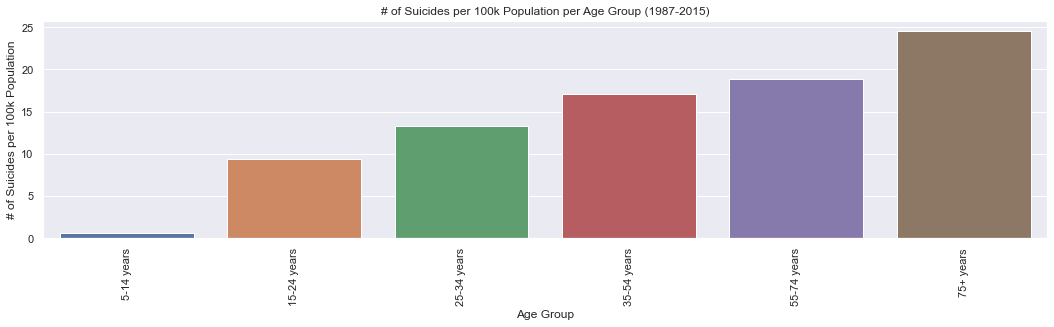 # of Suicides per 100k Population per Age Group (1987-2015)
# of Suicides per 100k Population
25
20
15
10
5
0
5-14 years
15-24 years
25-34 years
35-54 years
55-74 years
75+ years
Age Group